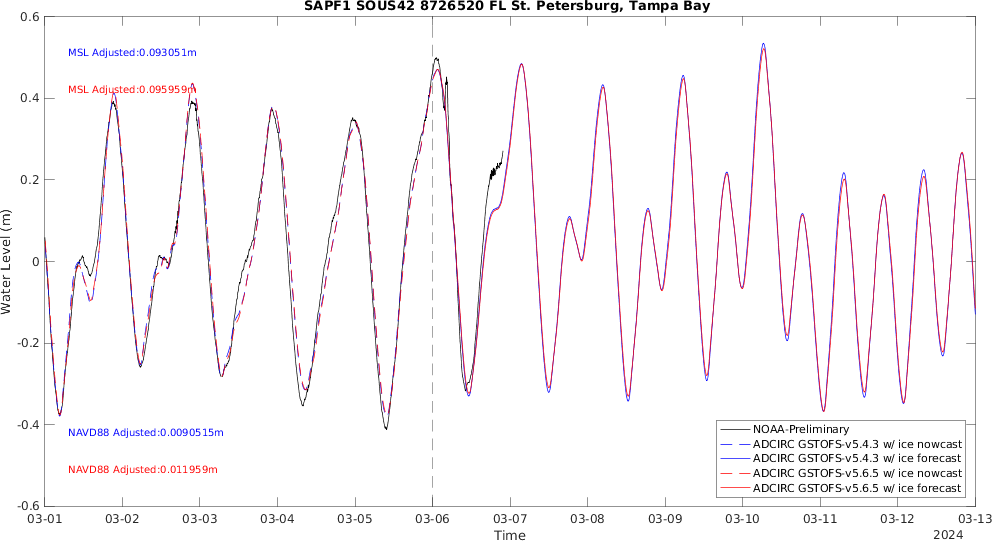 SAPF1 SOUS42 8726520 FL St. Petersburg, Tampa Bay
0.6
0.4
0.2
0
-0.2
-0.4
-0.6
Water Level (m)
MSL Adjusted:0.093051m
MSL Adjusted:0.095959m
NAVD88 Adjusted:0.0090515m
NAVD88 Adjusted:0.011959m
NOAA-Preliminary
ADCIRC GSTOFS-v5.4.3 w/ ice nowcast
ADCIRC GSTOFS-v5.4.3 w/ ice forecast
ADCIRC GSTOFS-v5.6.5 w/ ice nowcast
ADCIRC GSTOFS-v5.6.5 w/ ice forecast
03-01 03-02 03-03 03-04 03-05 03-06 03-07 03-08 03-09 03-10 03-11 03-12 03-13
Time
2024